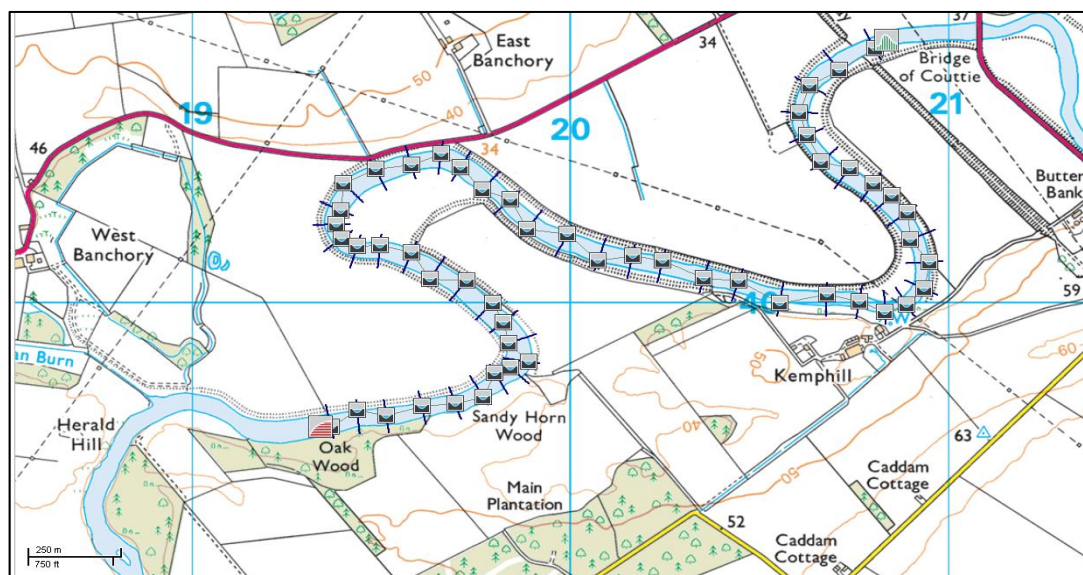 37
34
East
Banchory
50
40
Bridge
of Couttie
19
20
21
34
46
Butter
Bank
West
Banchory
59
40
an Burn
Kemphill
50
60
Herald
Hill
Sandy Horn
Wood
Oak
Wood
40
63
Caddam
Cottage
Main
Plantation
50
52
Caddam
Cottage
250 m
750 ft